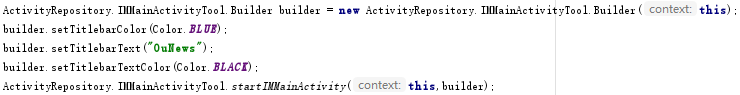 ActivityRepository.IMMainActivityTool.Builder builder = new ActivityRepository.IMMainActivityTool.Builder( context: this);
builder.setTitlebarColor(Color.BLUE);
builder.setTitlebarText("OuNews");
builder.setTitlebarTextColor(Color.BLACK);
ActivityRepository.IMMainActivityTool.startIMMainActivity( context: this,builder);